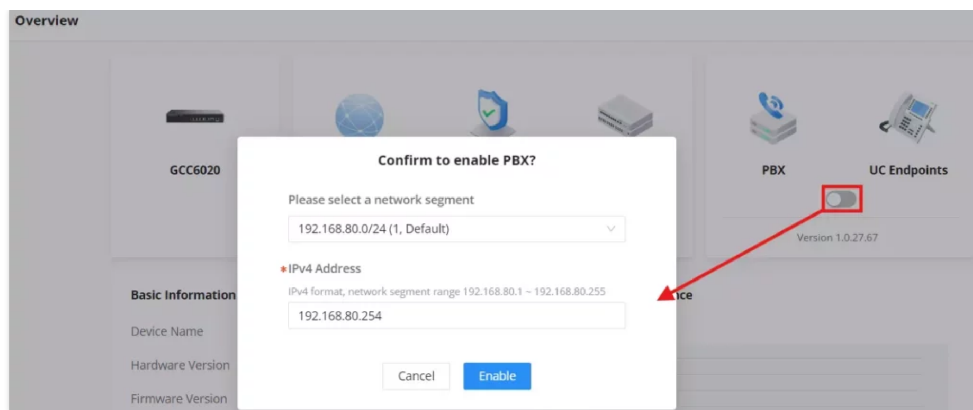 Overview
GCC6020
PBX
UC Endpoints
Version 1.0.27.67
Confirm to enable PBX?
Please select a network segment
192.168.80.0/24 (1, Default)
*IPv4 Address
IPv4 format, network segment range 192.168.80.1 ~ 192.168.80.255
192.168.80.254
Cancel
Enable
Basic Information
Device Name
Hardware Version
Firmware Version